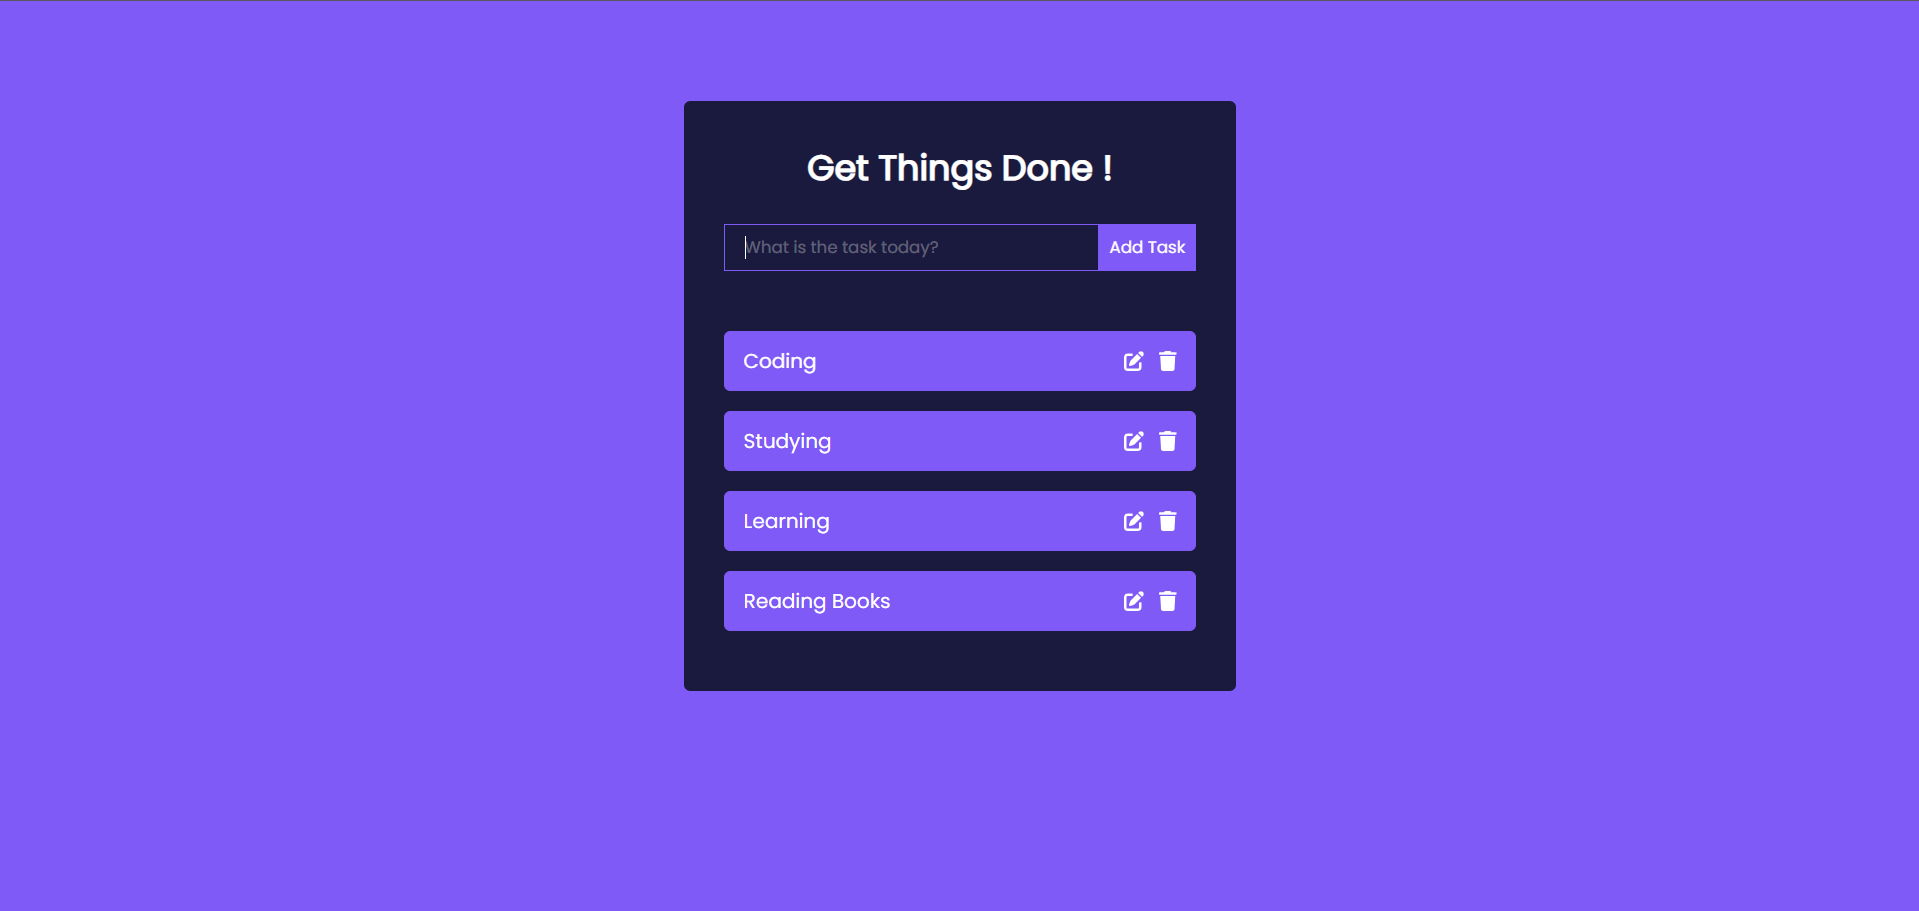 Get Things Done !
What is the task today?
Add Task
Coding
Studying
Learning
Reading Books